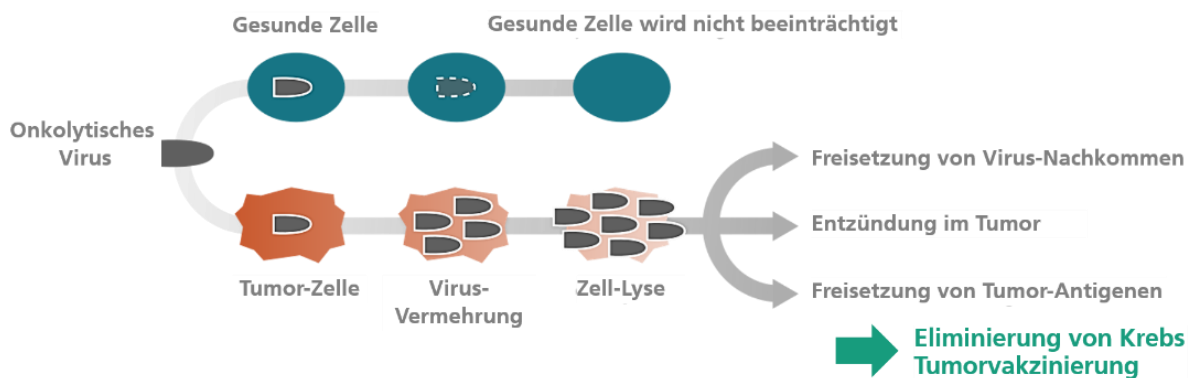 Gesunde Zelle
Gesunde Zelle wird nicht beeinträchtigt
Onkolytisches
Virus
Freisetzung von Virus-Nachkommen
Entzündung im Tumor
Tumor-Zelle
Virus-
Vermehrung
Zell-Lyse
Freisetzung von Tumor-Antigenen
Eliminierung von Krebs
Tumorvakzinierung